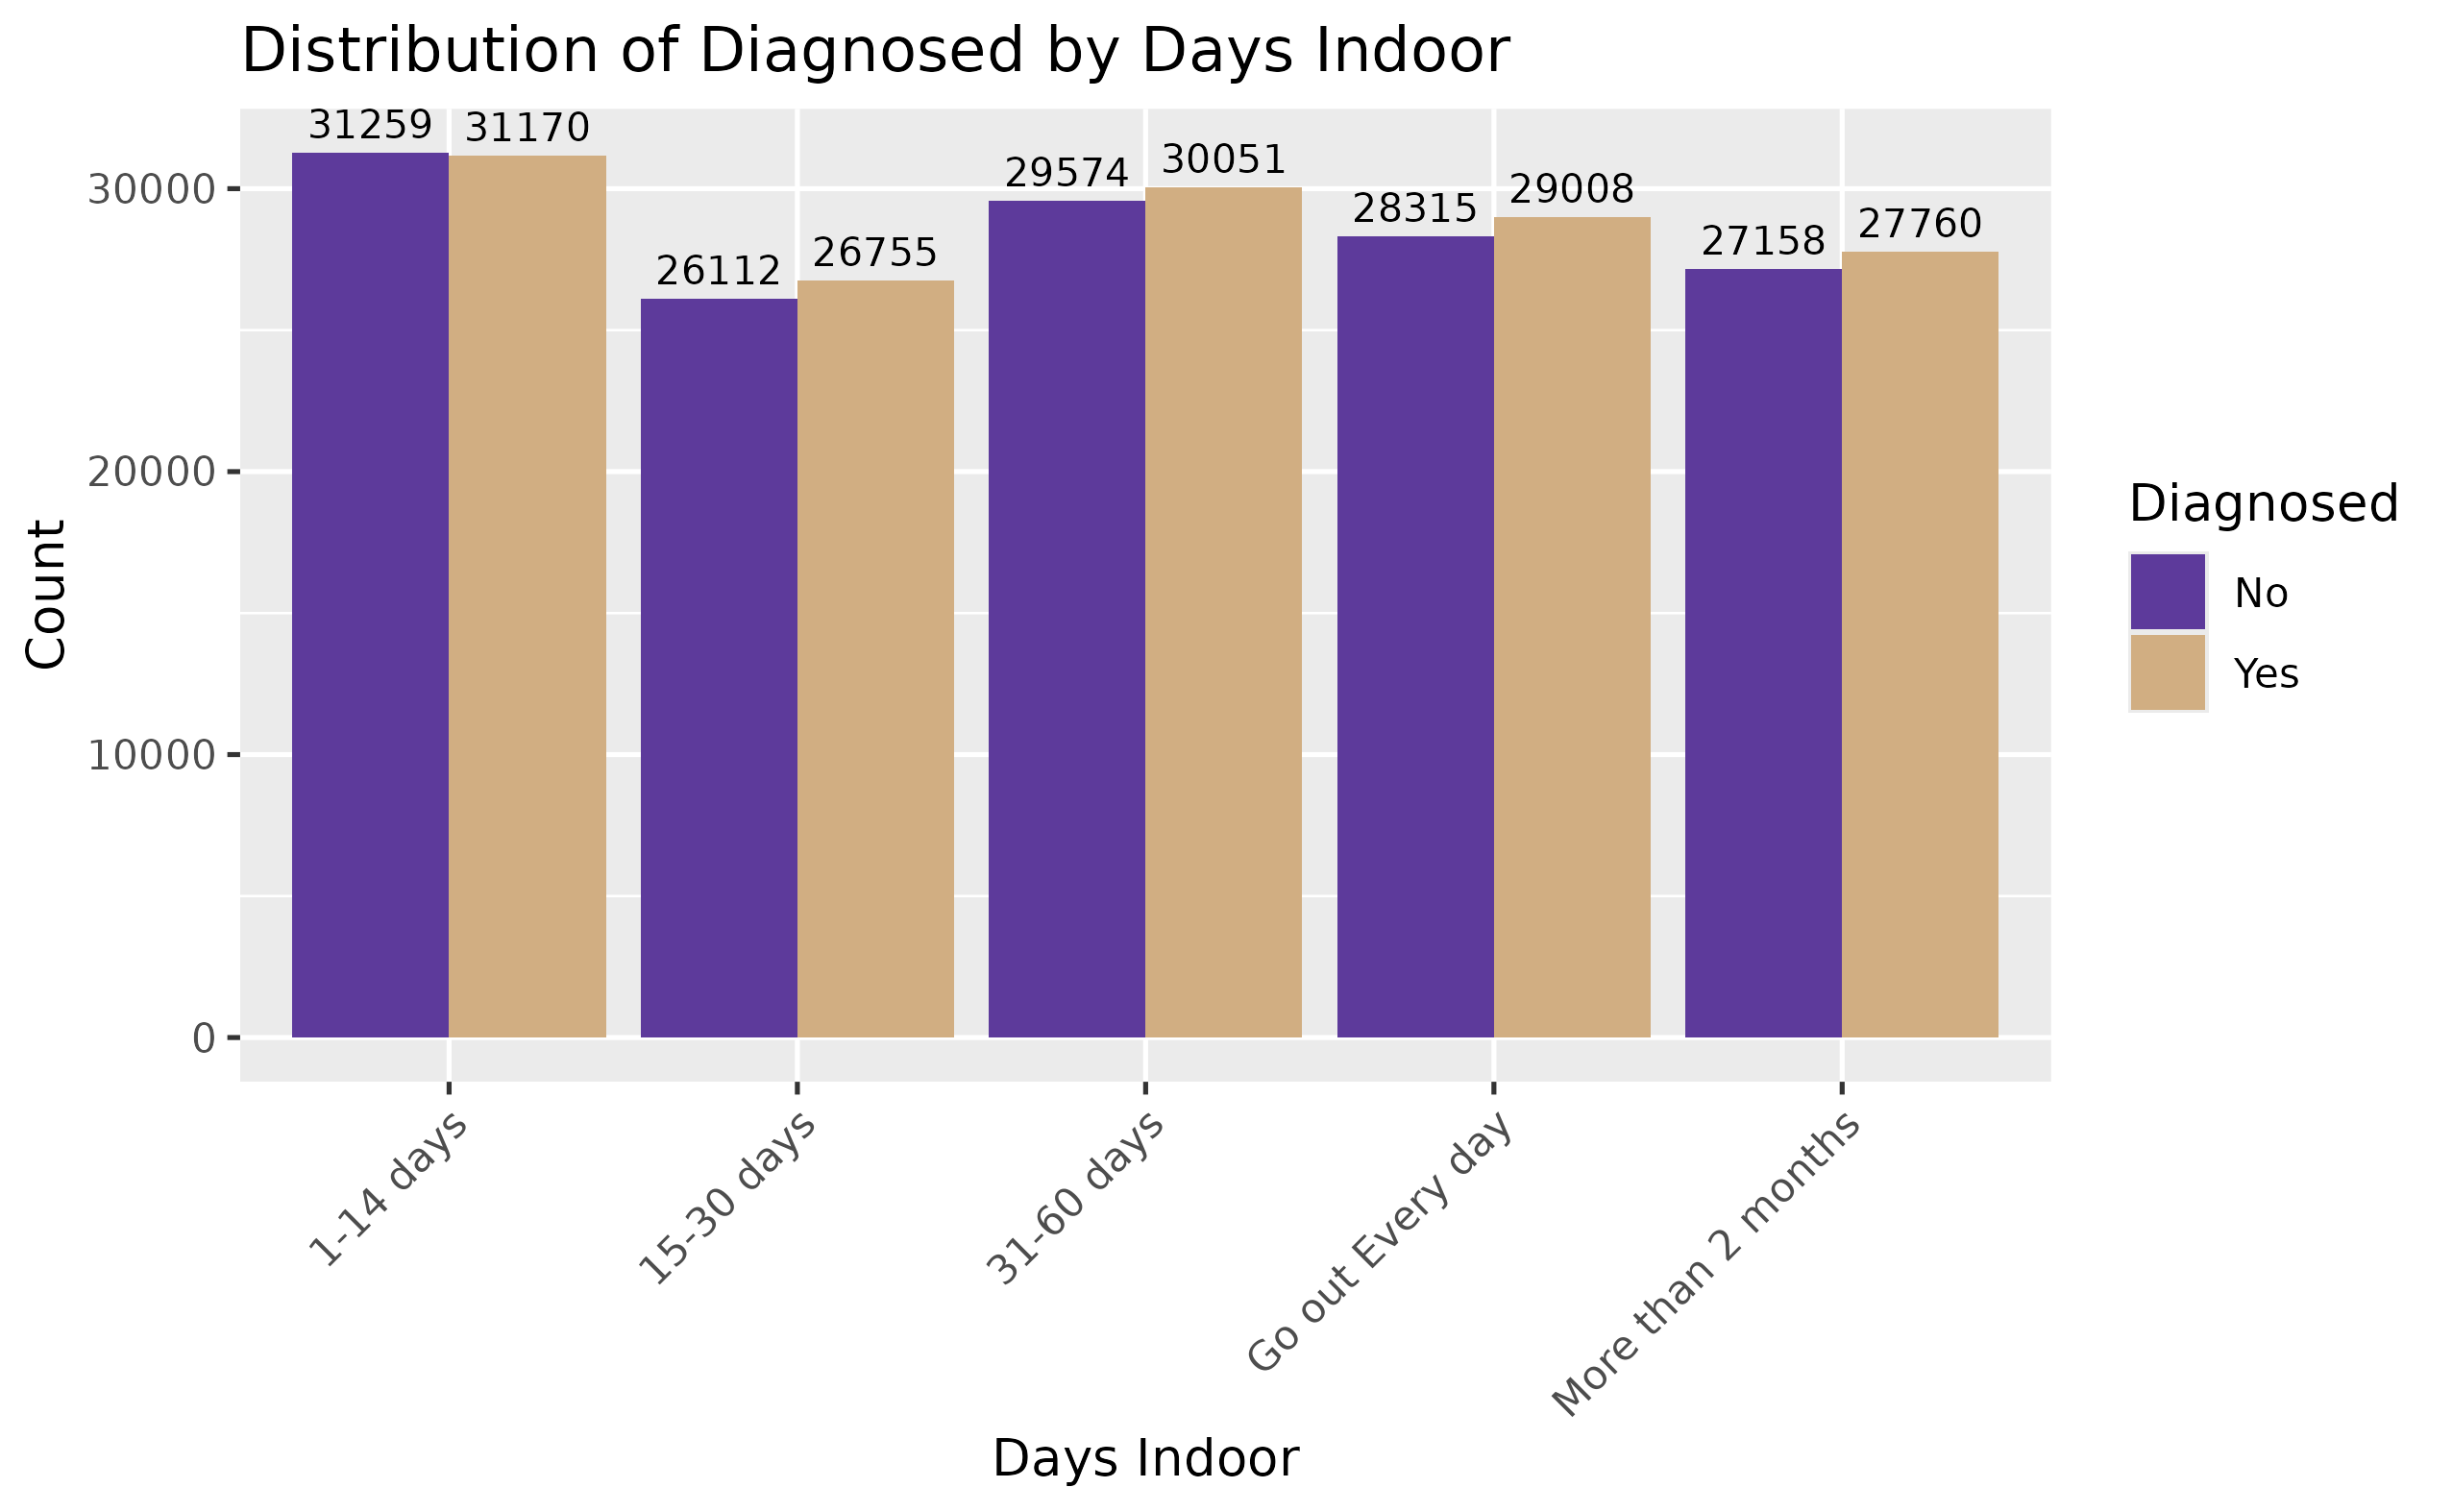 Distribution of Diagnosed by Days Indoor
31259
31170
26112
26755
29574
30051
28315
29008
27158
27760
30000
20000
10000
0
Count
1-14 days
15-30 days
31-60 days
Go out Every day
More than 2 months
Days Indoor
Diagnosed
No
Yes